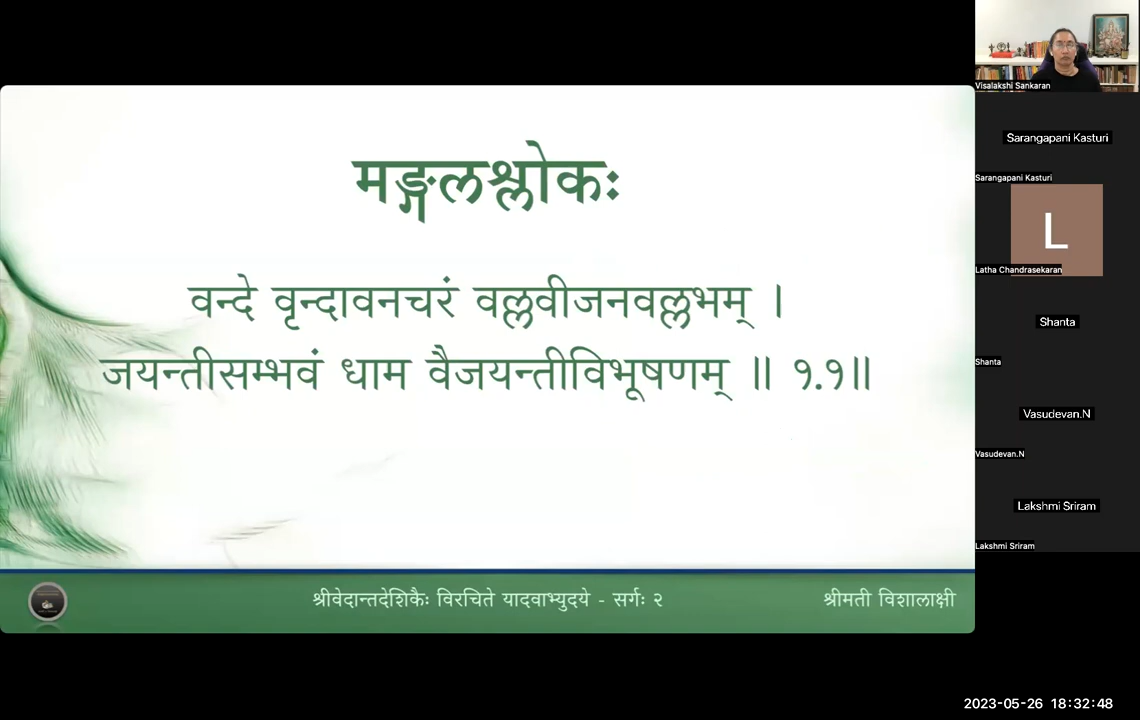 मङ्गलश्लोकः
वन्दे वृन्दावनचरं वल्लवीजनवल्लभम् ।
जयन्तीसम्भवं धाम वैजयन्तीविभूषणम् ॥ १.१॥
श्रीवेदान्तदेशिकैः विरचिते यादवाभ्युदये - सर्गः २
श्रीमती विशालाक्षी
Visalakshi Sankaran
Sarangapani Kasturi
Sarangapani Kasturi
L
Latha Chandrasekaran
Shanta
Shanta
Vasudevan.N
Vasudevan.N
Lakshmi Sriram
Lakshmi Sriram
2023-05-26 18:32:48